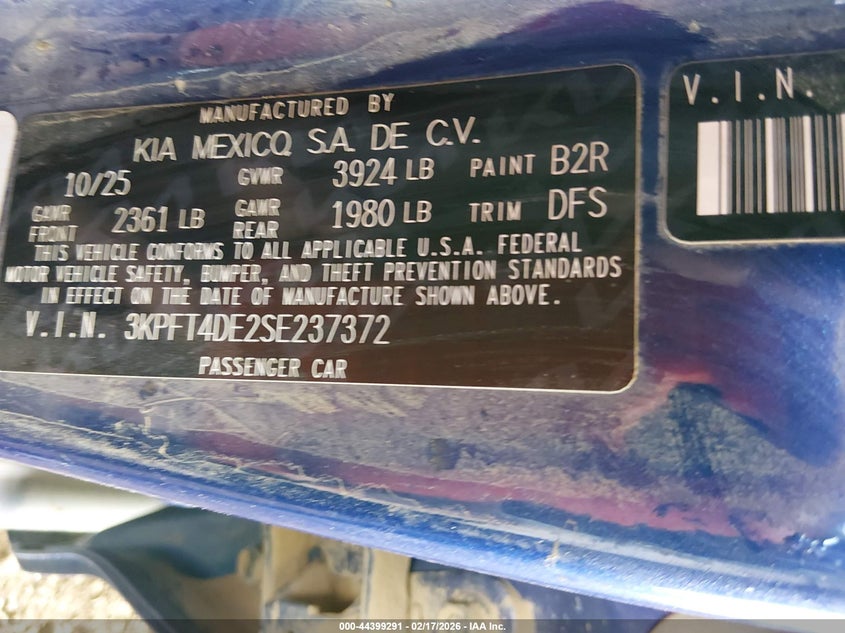 MANUFACTURED BY
KIA MEXICO, S.A. DE C.V.
10/25 GVWR 3924 LB PAINT B2R
GAWR FRONT 2361 LB GAWR REAR 1980 LB TRIM DFS
THIS VEHICLE CONFORMS TO ALL APPLICABLE U.S.A. FEDERAL
MOTOR VEHICLE SAFETY, BUMPER, AND THEFT PREVENTION STANDARDS
IN EFFECT ON THE DATE OF MANUFACTURE SHOWN ABOVE.
V.I.N. 3KPFT4DE2SE237372
PASSENGER CAR
V.I.N.
000-44399291 - 02/17/2026 - IAA Inc.